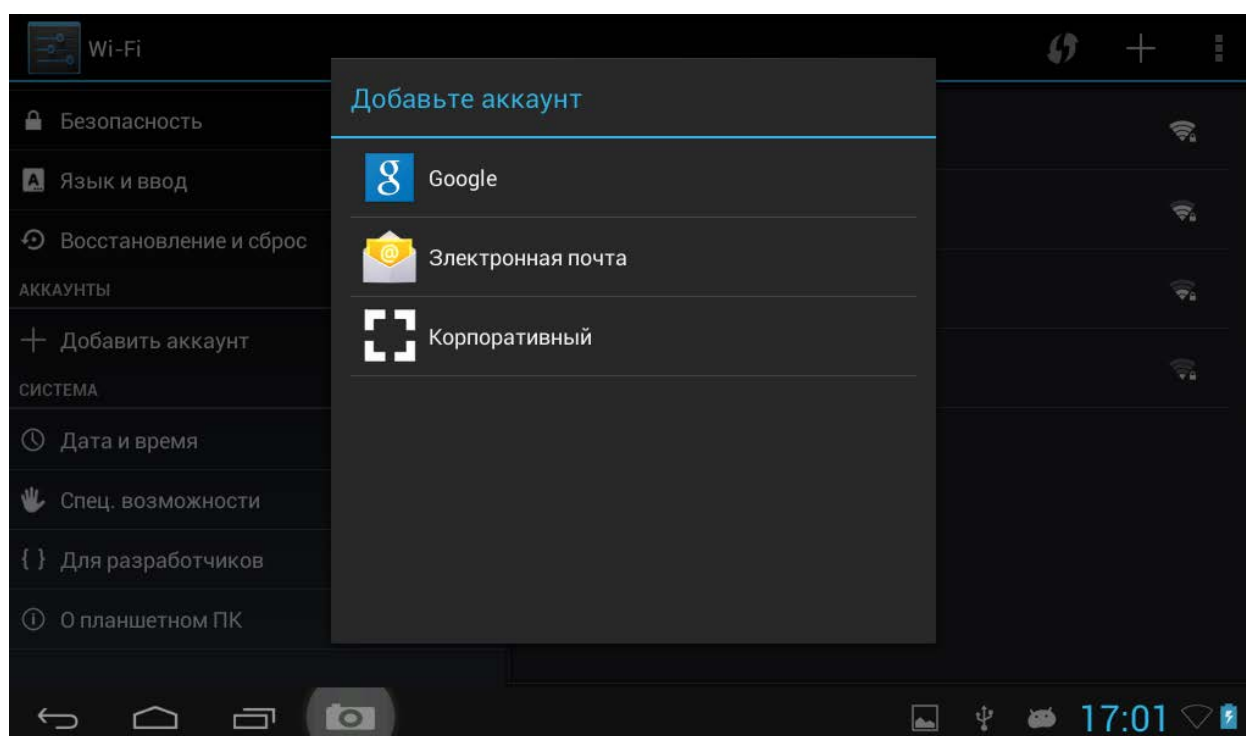 Wi-Fi
Безопасность
Язык и ввод
Восстановление и сброс
АККАУНТЫ
Добавить аккаунт
СИСТЕМА
Дата и время
Спец. возможности
{ } Для разработчиков
О планшетном ПК
Добавьте аккаунт
Google
Злектронная почта
Корпоративный
17:01